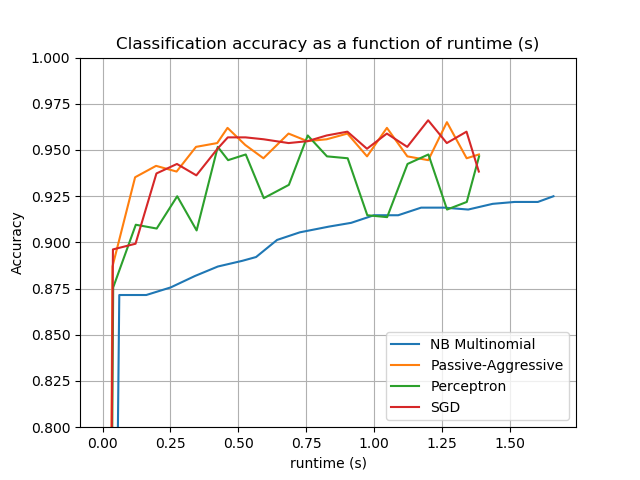 Classification accuracy as a function of runtime (s)
1.000
0.975
0.950
0.925
0.900
0.875
0.850
0.825
0.800
Accuracy
NB Multinomial
Passive-Aggressive
Perceptron
SGD
0.00 0.25 0.50 0.75 1.00 1.25 1.50
runtime (s)